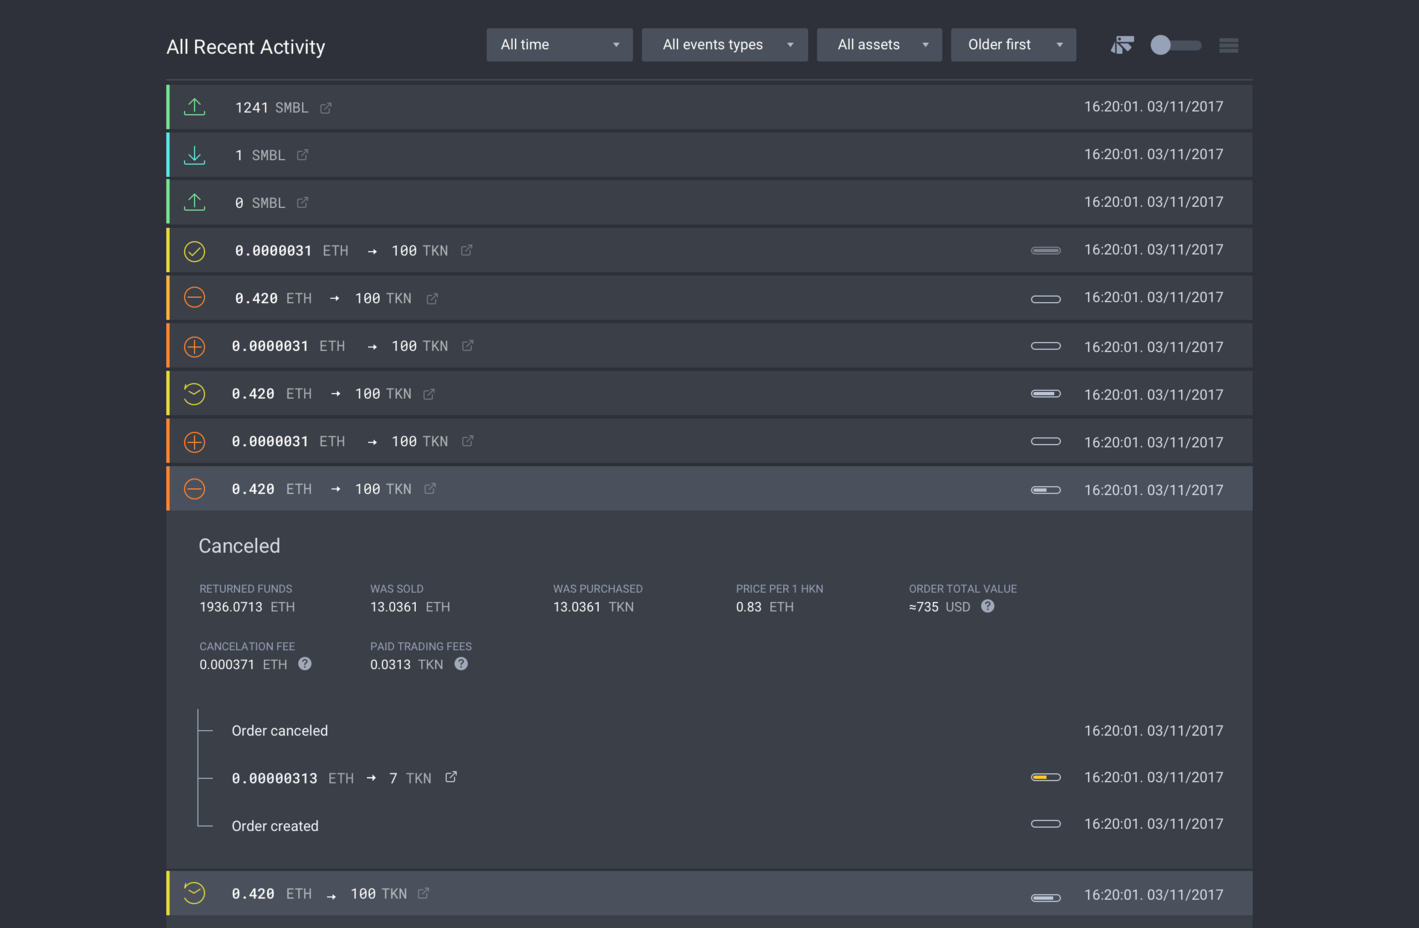 All Recent Activity All time All events types All assets Older first
1241 SMBL 16:20:01. 03/11/2017
1 SMBL 16:20:01. 03/11/2017
0 SMBL 16:20:01. 03/11/2017
0.0000031 ETH → 100 TKN 16:20:01. 03/11/2017
0.420 ETH → 100 TKN 16:20:01. 03/11/2017
0.0000031 ETH → 100 TKN 16:20:01. 03/11/2017
0.420 ETH → 100 TKN 16:20:01. 03/11/2017
0.0000031 ETH → 100 TKN 16:20:01. 03/11/2017
0.420 ETH → 100 TKN 16:20:01. 03/11/2017
Canceled
RETURNED FUNDS WAS SOLD WAS PURCHASED PRICE PER 1 HKN ORDER TOTAL VALUE
1936.0713 ETH 13.0361 ETH 13.0361 TKN 0.83 ETH ≈735 USD ?
CANCELATION FEE PAID TRADING FEES
0.000371 ETH ? 0.0313 TKN ?
Order canceled 16:20:01. 03/11/2017
0.00000313 ETH → 7 TKN 16:20:01. 03/11/2017
Order created 16:20:01. 03/11/2017
0.420 ETH → 100 TKN 16:20:01. 03/11/2017